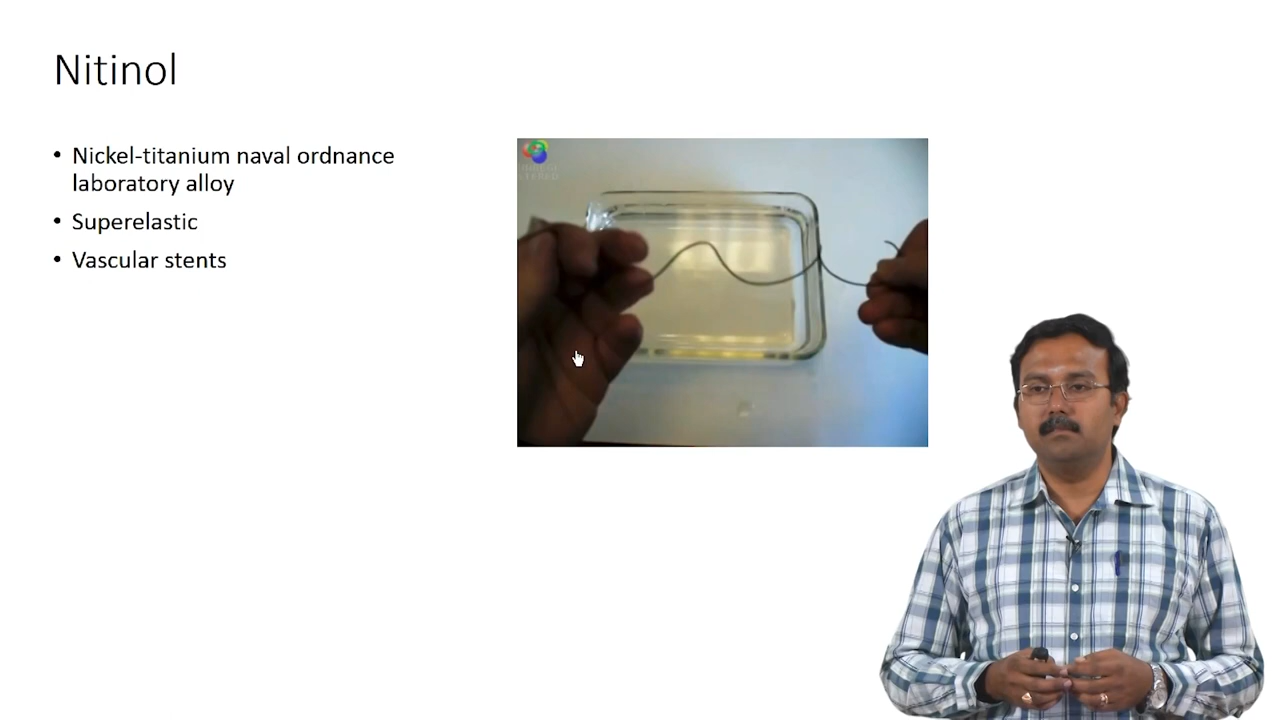 Nitinol
• Nickel-titanium naval ordnance
laboratory alloy
• Superelastic
• Vascular stents